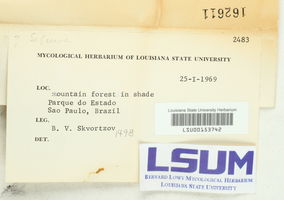 162611
2483
MYCOLOGICAL HERBARIUM OF LOUISIANA STATE UNIVERSITY
25-I-1969
LOC.
mountain forest in shade
Parque do Estado
Sao Paulo, Brazil
LEG.
B. V. Skvortzov
1498
DET.
Louisiana State University Herbarium
LSU00153742
LSUM
BERNARD LOWY MYCOLOGICAL HERBARIUM
LOUISIANA STATE UNIVERSITY